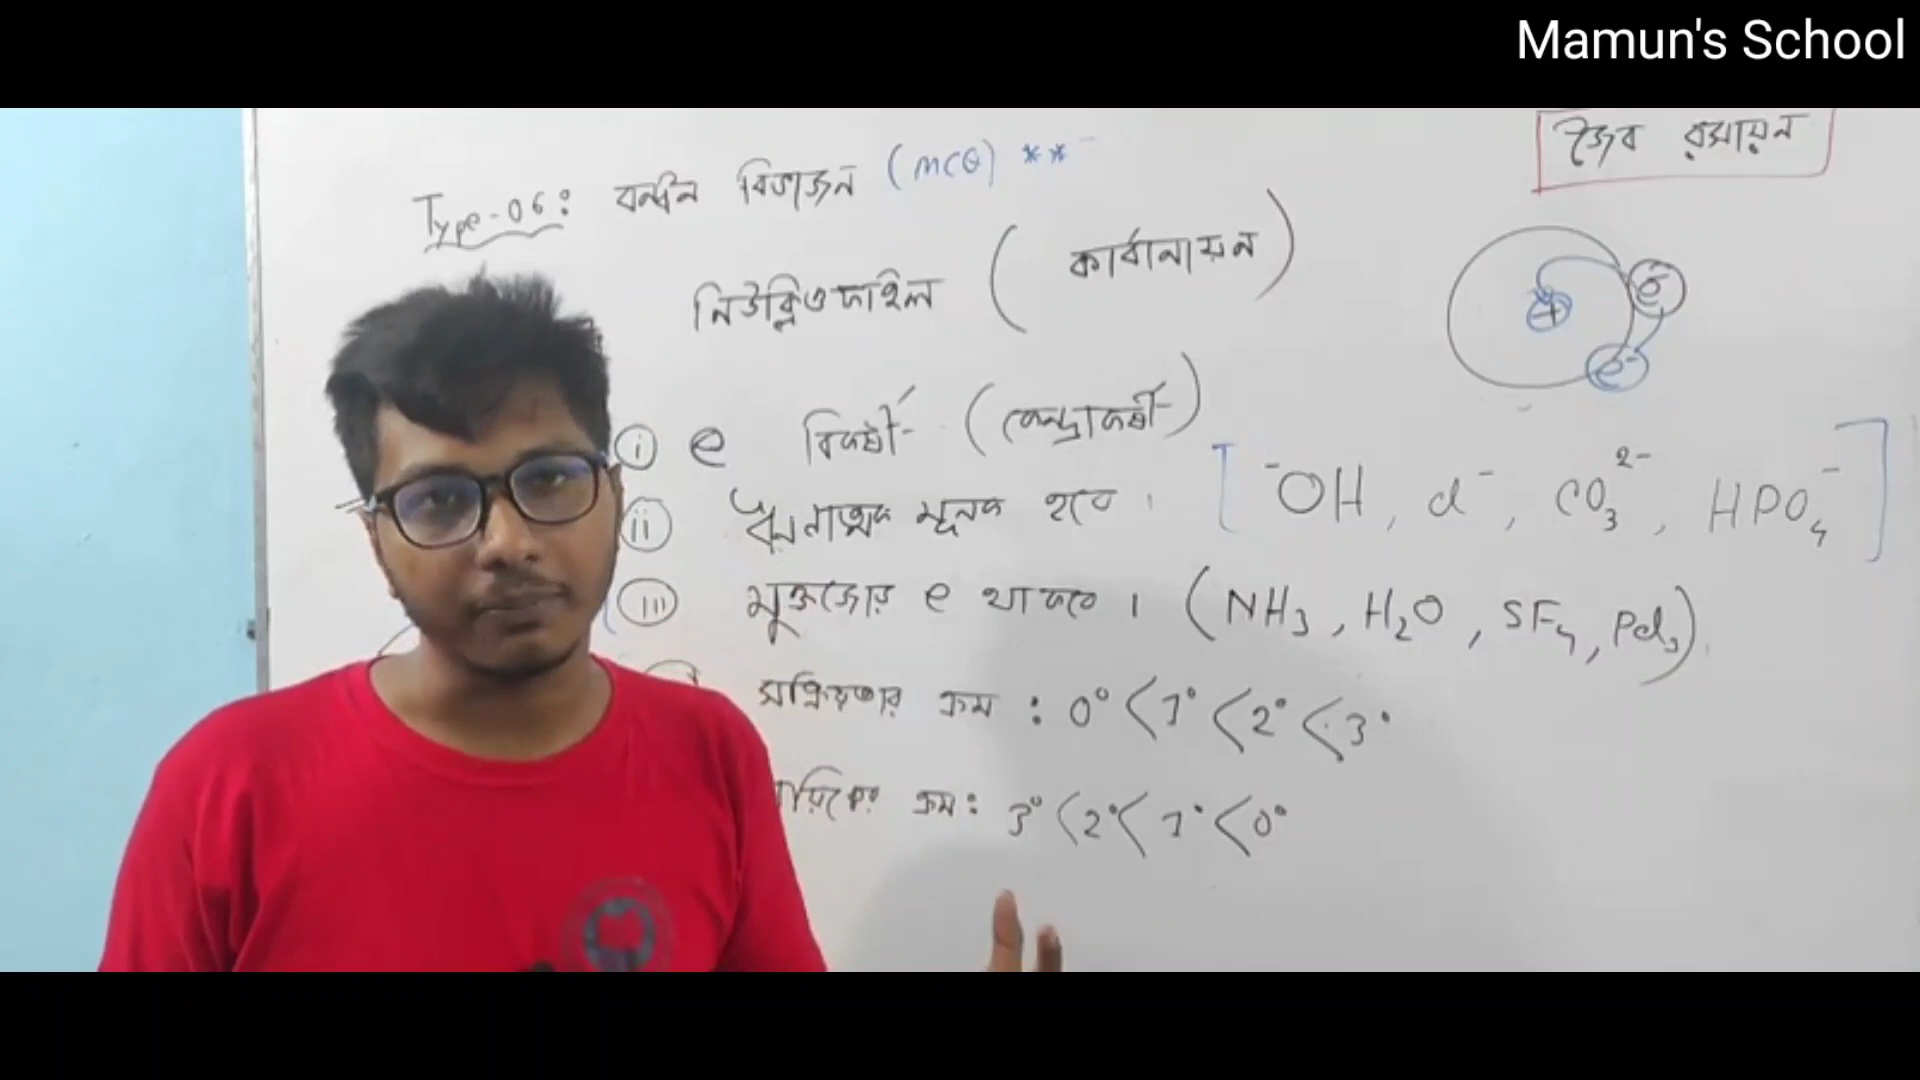 Mamun's School
জৈব রসায়ন
Type-06: বন্ধন বিভাজন (MCQ) **
নিউক্লিওফাইল (কার্বানায়ন)
i e বিকর্ষী (কেন্দ্রাকর্ষী)
ii ঋণাত্মক মূলক হবে। [⁻OH, Cl⁻, CO₃²⁻, HPO₄⁻]
iii মুক্তজোড় e থাকবে। (NH₃, H₂O, SF₄, PCl₃)
সক্রিয়তার ক্রম : 0° < 1° < 2° < 3°
ক্রম: 3° < 2° < 1° < 0°
+ e⁻ e⁻